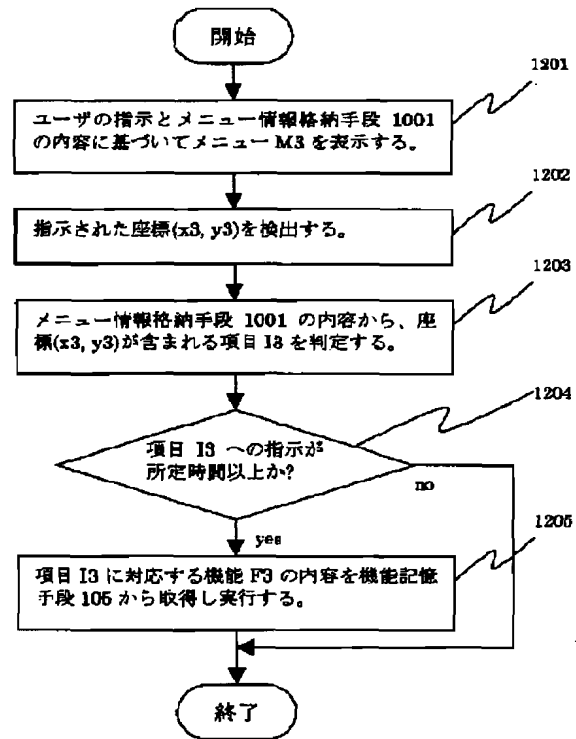 開始
1201
ユーザの指示とメニュー情報格納手段 1001
の内容に基づいてメニュー M3 を表示する。
1202
指示された座標(x3, y3)を検出する。
1203
メニュー情報格納手段 1001 の内容から、座
標(x3, y3)が含まれる項目 I3 を判定する。
1204
項目 I3 への指示が
所定時間以上か?
no
yes
1205
項目 I3 に対応する機能 F3 の内容を機能記憶
手段 105 から取得し実行する。
終了